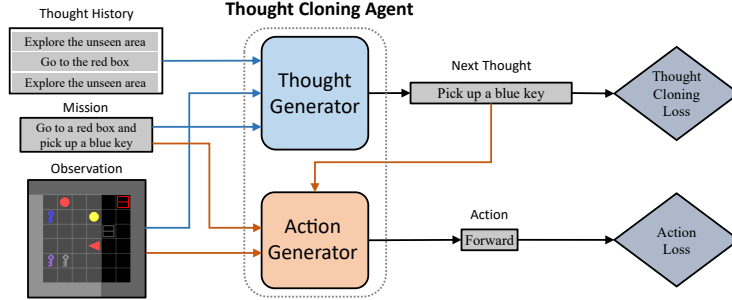 Thought Cloning Agent
Thought History
Explore the unseen area
Go to the red box
Explore the unseen area
Mission
Go to a red box and
pick up a blue key
Observation
Thought
Generator
Action
Generator
Next Thought
Pick up a blue key
Action
Forward
Thought
Cloning
Loss
Action
Loss